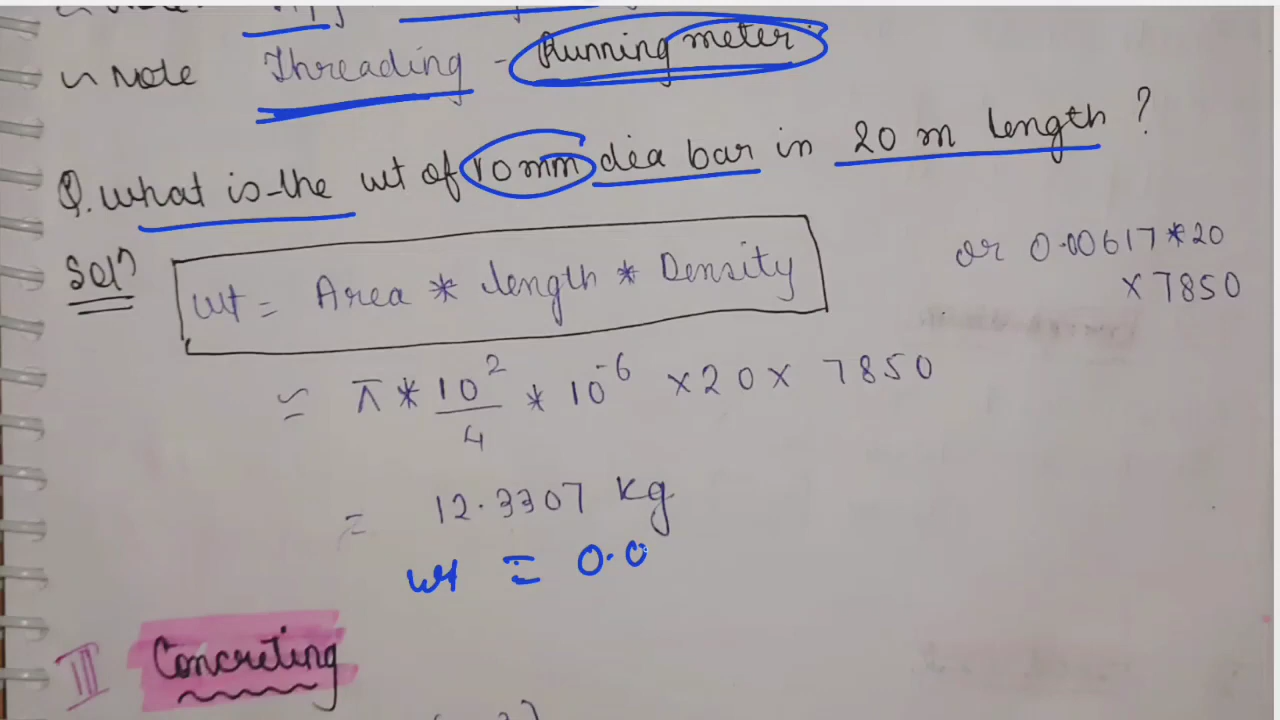 Note Threading - Running meter
Q. What is the wt of 10 mm dia bar in 20 m length ?
Solⁿ wt = Area * length * Density
or 0.00617*20
x 7850
= π * 10²/4 * 10⁻⁶ x 20 x 7850
= 12.3307 kg
wt = 0.0
III Concreting